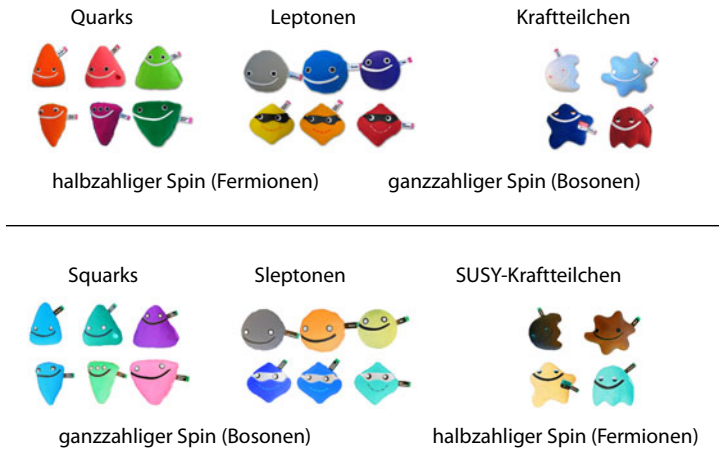 Quarks Leptonen Kraftteilchen
halbzahliger Spin (Fermionen) ganzzahliger Spin (Bosonen)
Squarks Sleptonen SUSY-Kraftteilchen
ganzzahliger Spin (Bosonen) halbzahliger Spin (Fermionen)